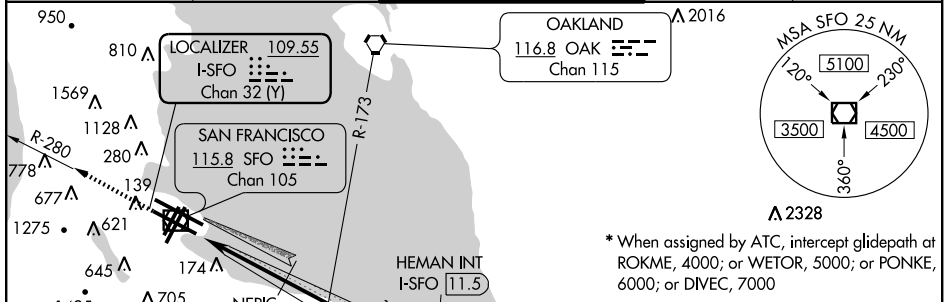 950
810
LOCALIZER 109.55
I-SFO
Chan 32 (Y)
OAKLAND
116.8 OAK
Chan 115
2016
MSA SFO 25 NM
120°
230°
5100
3500
4500
360°
1569
1128
R-280
280
778
SAN FRANCISCO
115.8 SFO
Chan 105
R-173
139
677
1275
621
645
174
705
HEMAN INT
I-SFO 11.5
2328
* When assigned by ATC, intercept glidepath at
ROKME, 4000; or WETOR, 5000; or PONKE,
6000; or DIVEC, 7000